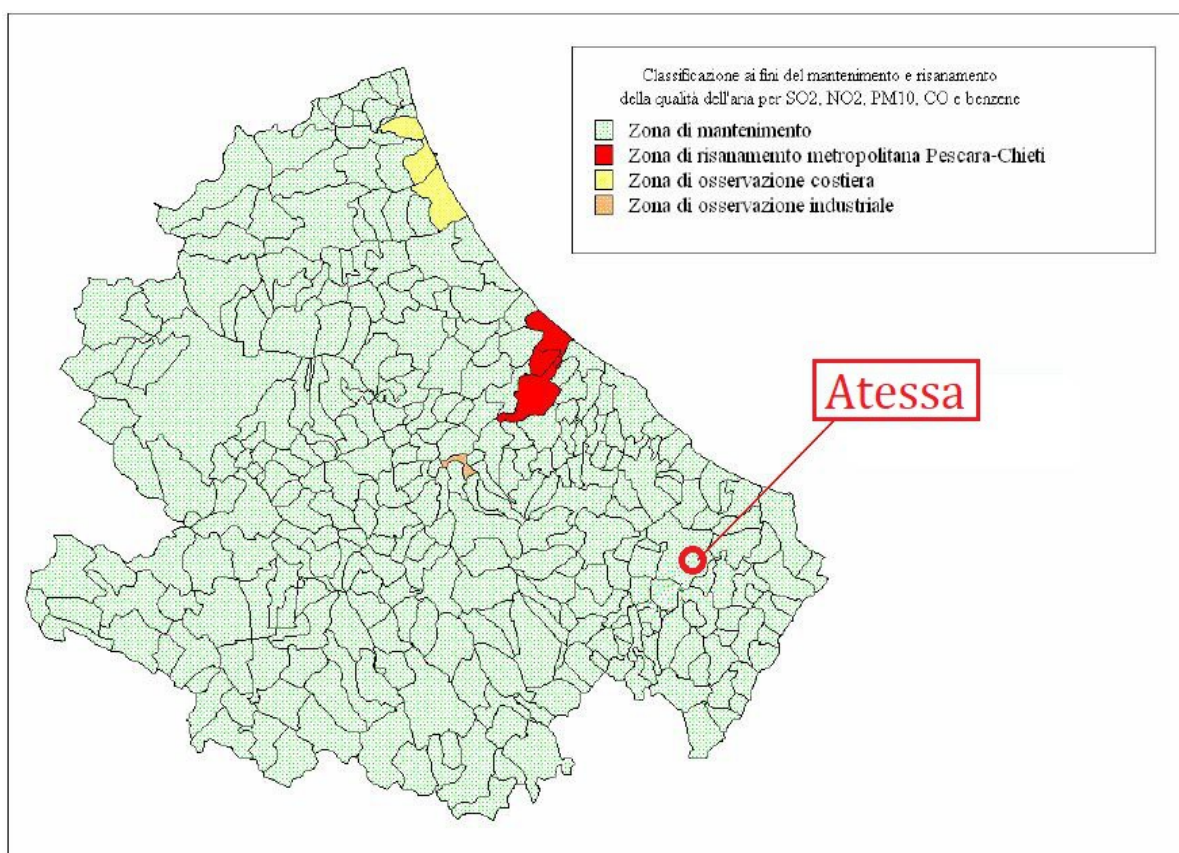 Classificazione ai fini del mantenimento e risanamento
della qualità dell'aria per SO2, NO2, PM10, CO e benzene
Zona di mantenimento
Zona di risanamemto metropolitana Pescara-Chieti
Zona di osservazione costiera
Zona di osservazione industriale
Atessa